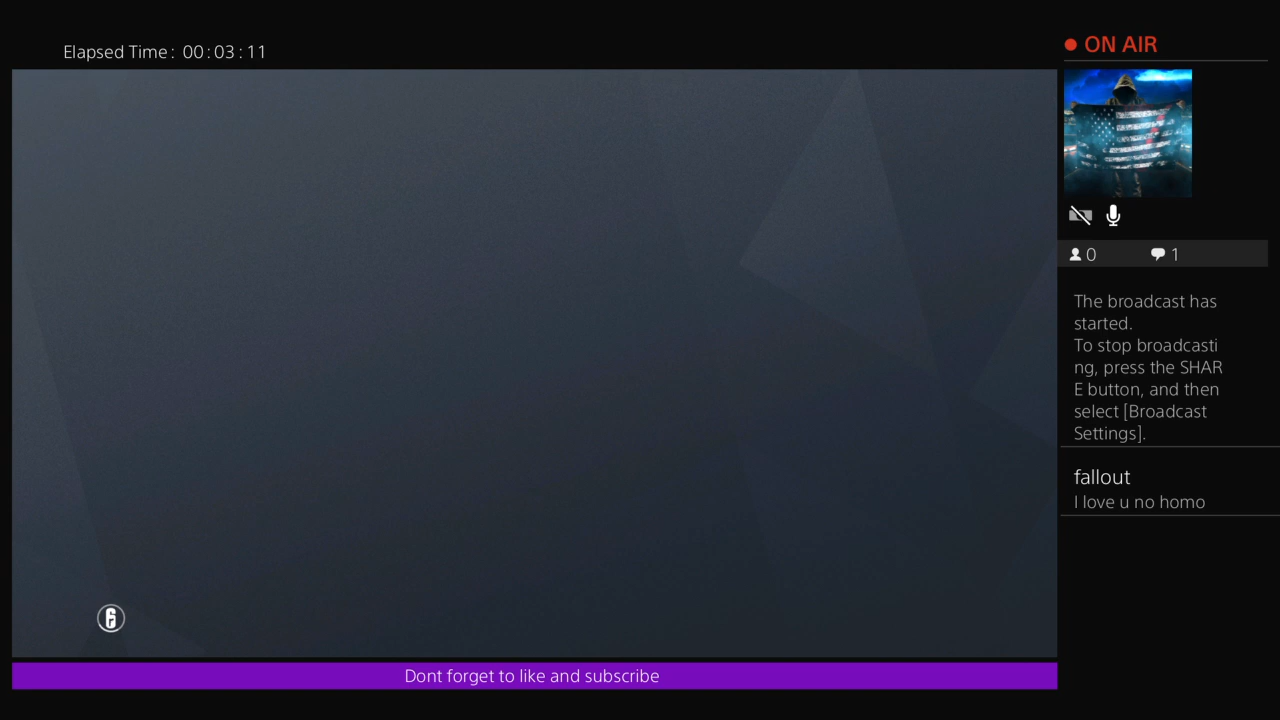 Elapsed Time: 00:03:11
ON AIR
0 1
The broadcast has
started.
To stop broadcasti
ng, press the SHAR
E button, and then
select [Broadcast
Settings].
fallout
I love u no homo
6
Dont forget to like and subscribe